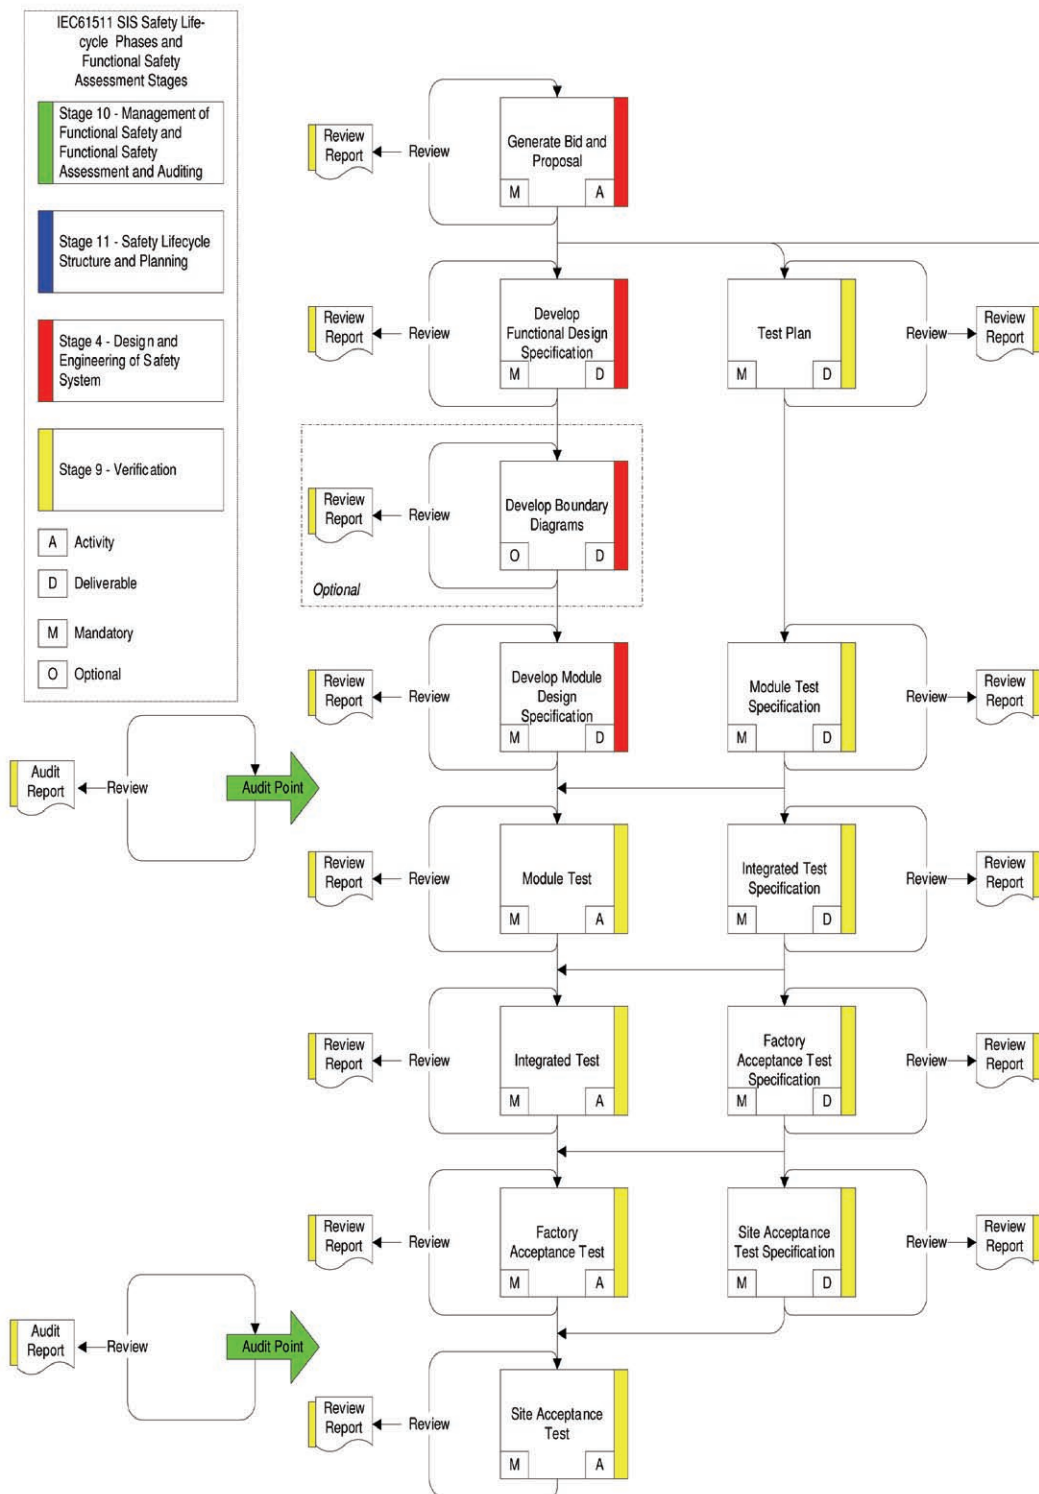 IEC61511 SIS Safety Life-
cycle Phases and
Functional Safety
Assessment Stages
Stage 10 - Management of
Functional Safety and
Functional Safety
Assessment and Auditing
Stage 11 - Safety Lifecycle
Structure and Planning
Stage 4 - Design and
Engineering of Safety
System
Stage 9 - Verification
A Activity
D Deliverable
M Mandatory
O Optional
Review
Report
Review
Generate Bid and
Proposal
M A
Review
Report
Review
Develop
Functional Design
Specification
M D
Test Plan
M D
Review
Review
Report
Review
Report
Review
Develop Boundary
Diagrams
O D
Optional
Review
Report
Review
Develop Module
Design
Specification
M D
Module Test
Specification
M D
Review
Review
Report
Audit
Report
Review
Audit Point
Review
Report
Review
Module Test
M A
Integrated Test
Specification
M D
Review
Review
Report
Review
Report
Review
Integrated Test
M A
Factory
Acceptance Test
Specification
M D
Review
Review
Report
Review
Report
Review
Factory
Acceptance Test
M A
Site Acceptance
Test Specification
M D
Review
Review
Report
Audit
Report
Review
Audit Point
Review
Report
Review
Site Acceptance
Test
M A